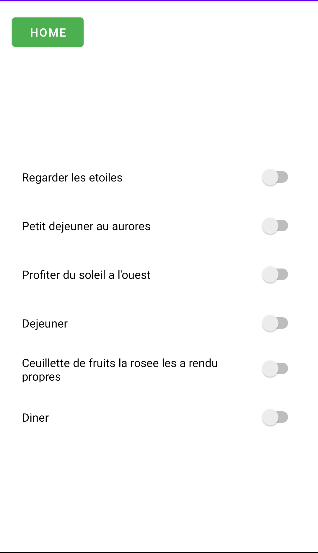 HOME
Regarder les etoiles
Petit dejeuner au aurores
Profiter du soleil a l'ouest
Dejeuner
Ceuillette de fruits la rosee les a rendu
propres
Diner